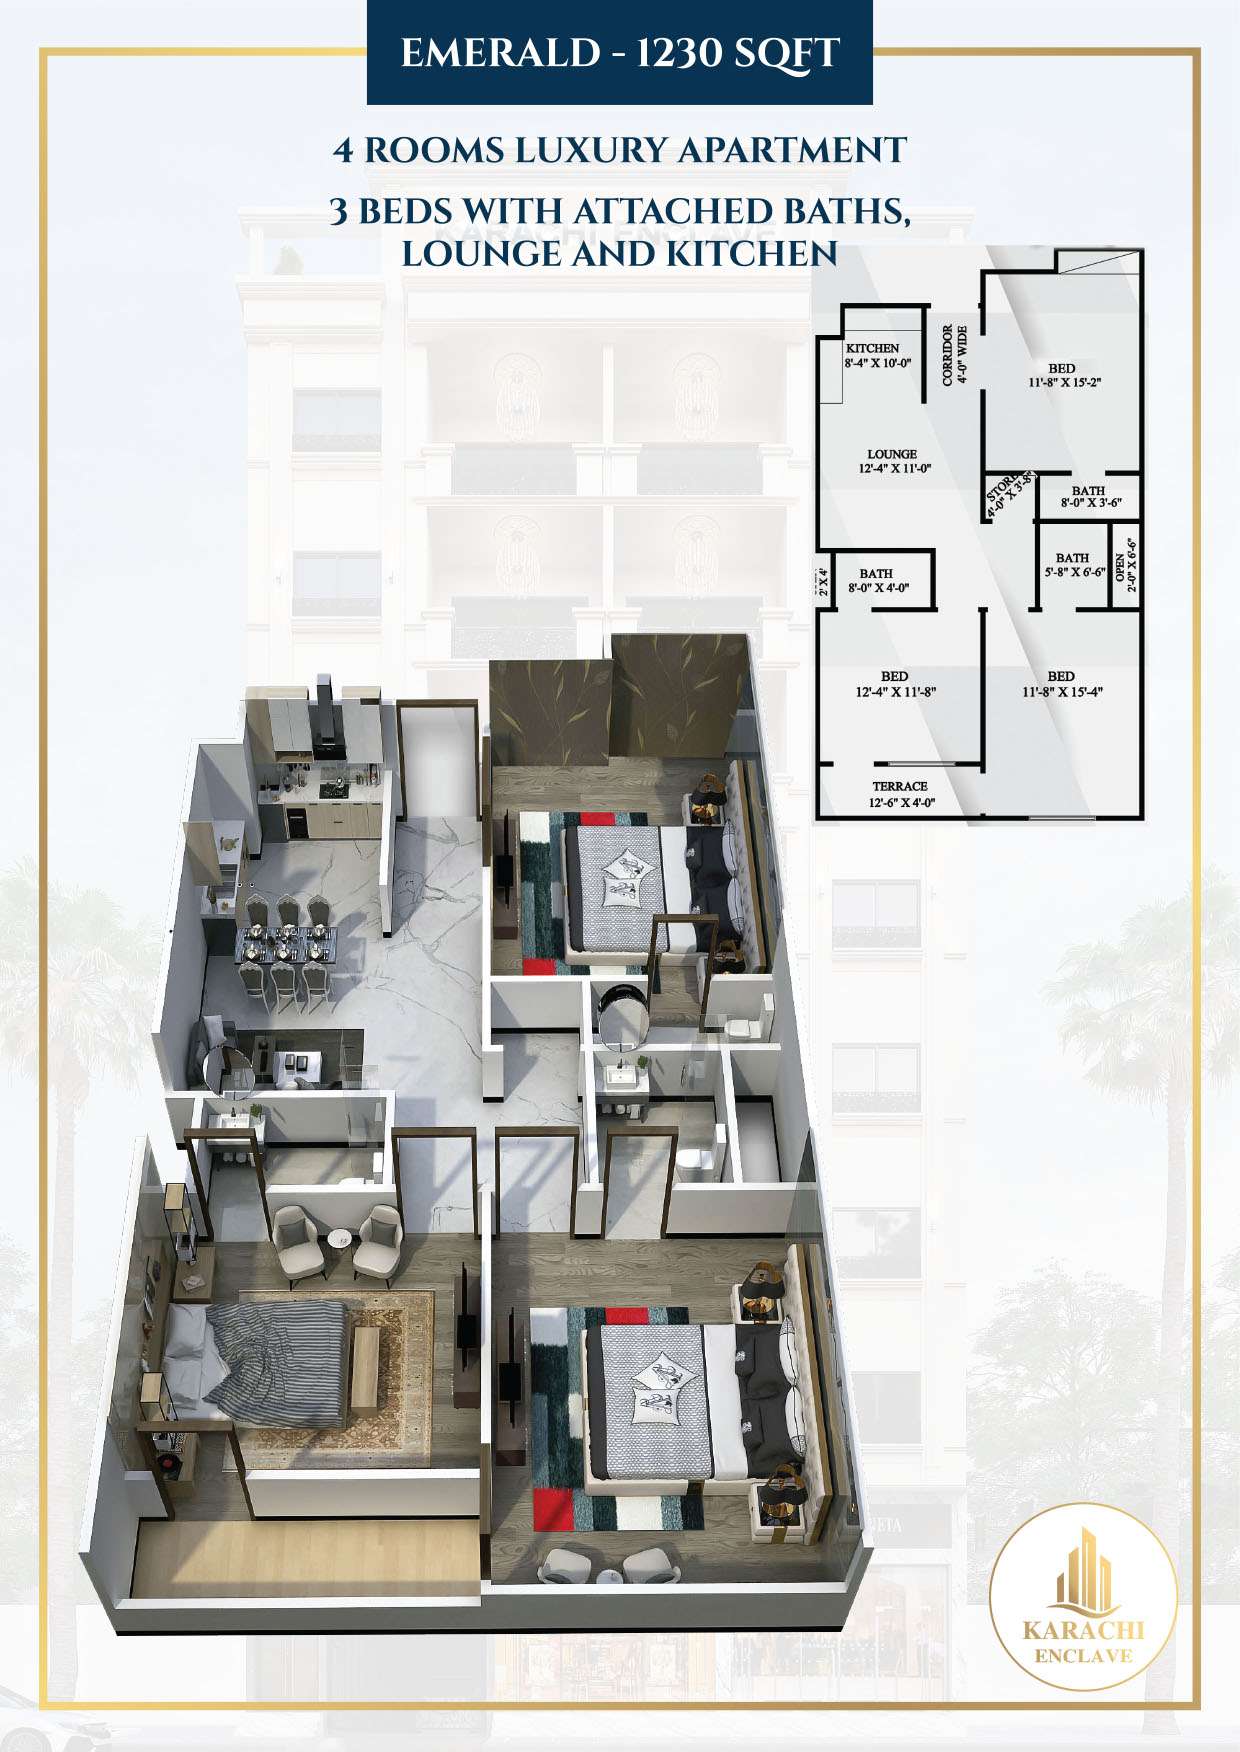 EMERALD - 1230 SQFT
4 ROOMS LUXURY APARTMENT
3 BEDS WITH ATTACHED BATHS,
LOUNGE AND KITCHEN
KARACHI ENCLAVE
KITCHEN
8'-4" X 10'-0"
CORRIDOR
4'-0" WIDE
BED
11'-8" X 15'-2"
LOUNGE
12'-4" X 11'-0"
STORE
4'-0" X 3'-8"
BATH
8'-0" X 3'-6"
BATH
5'-8" X 6'-6"
OPEN
2'-0" X 6'-6"
2' X 4'
BATH
8'-0" X 4'-0"
BED
12'-4" X 11'-8"
BED
11'-8" X 15'-4"
TERRACE
12'-6" X 4'-0"
KARACHI
ENCLAVE